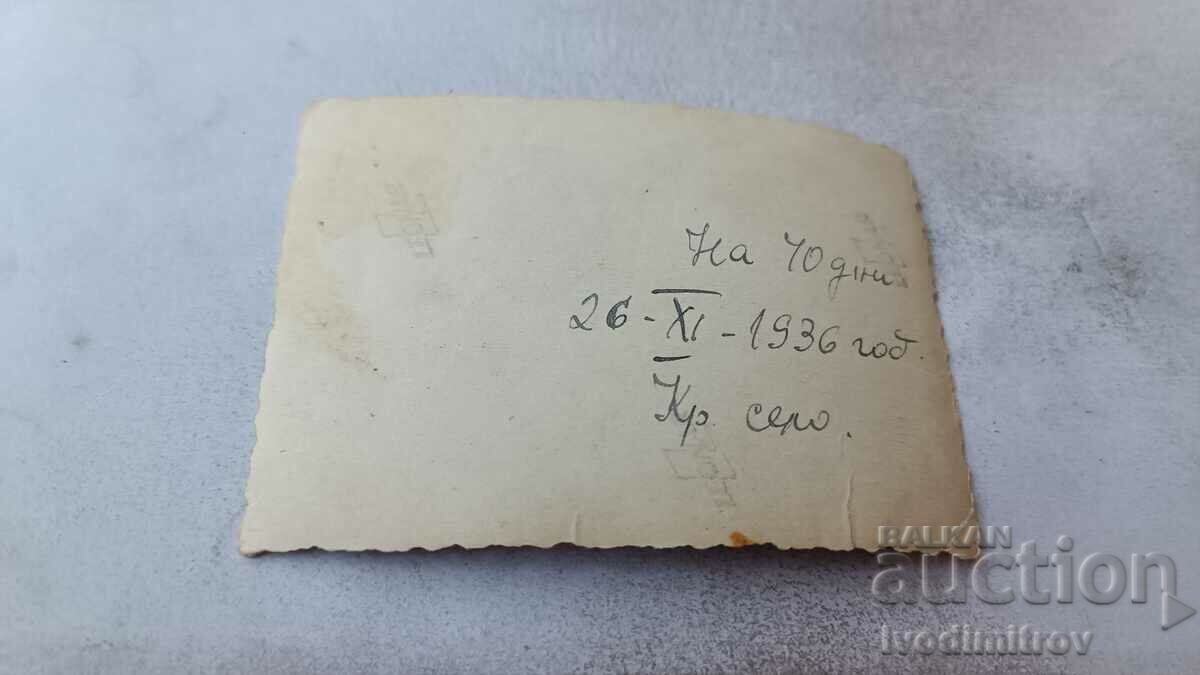 На 40 дни
26-XI-1936 год.
Кр. село.
BALKAN
auction
ivodimitrov